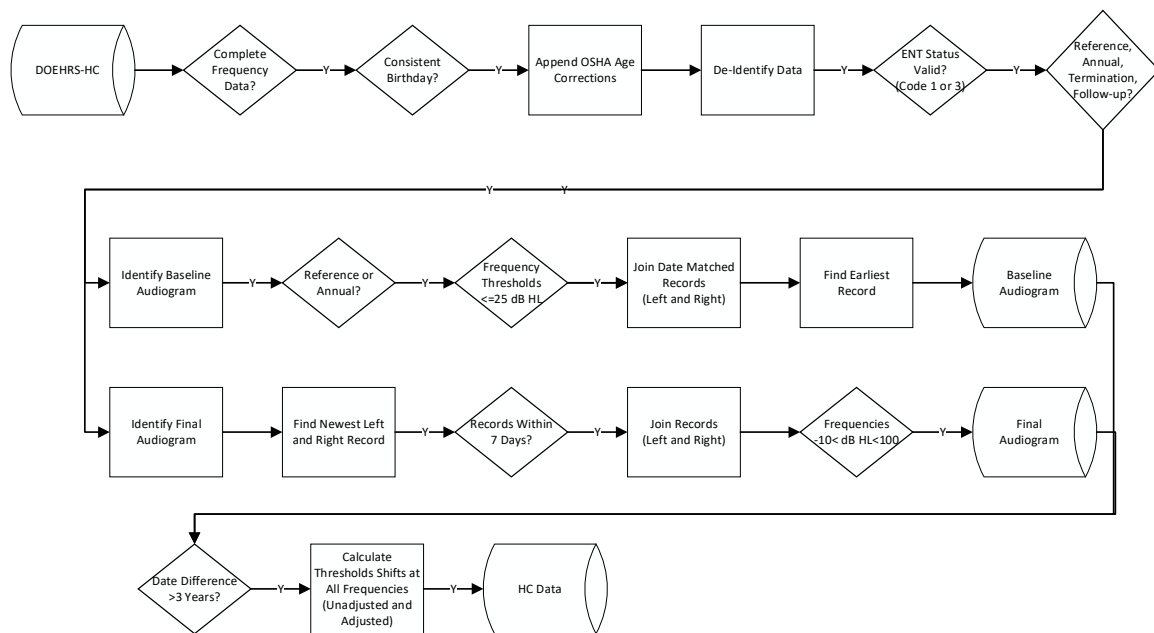 DOEHRS-HC
Complete
Frequency
Data?
Y
Consistent
Birthday?
Y
Append OSHA Age
Corrections
De-Identify Data
Y
ENT Status
Valid?
(Code 1 or 3)
Y
Reference,
Annual,
Termination,
Follow-up?
Y
Y
Identify Baseline
Audiogram
Y
Reference or
Annual?
Y
Frequency
Thresholds
<=25 dB HL
Y
Join Date Matched
Records
(Left and Right)
Find Earliest
Record
Baseline
Audiogram
Identify Final
Audiogram
Find Newest Left
and Right Record
Y
Records Within
7 Days?
Y
Join Records
(Left and Right)
Frequencies
-10< dB HL<100
Y
Final
Audiogram
Date Difference
>3 Years?
Y
Calculate
Thresholds Shifts at
All Frequencies
(Unadjusted and
Adjusted)
Y
HC Data